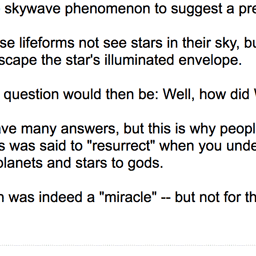 skywave phenomenon to suggest a pre
se lifeforms not see stars in their sky, bu
scape the star's illuminated envelope.
question would then be: Well, how did
ve many answers, but this is why peopl
s was said to "resurrect" when you unde
planets and stars to gods.
n was indeed a "miracle" -- but not for th